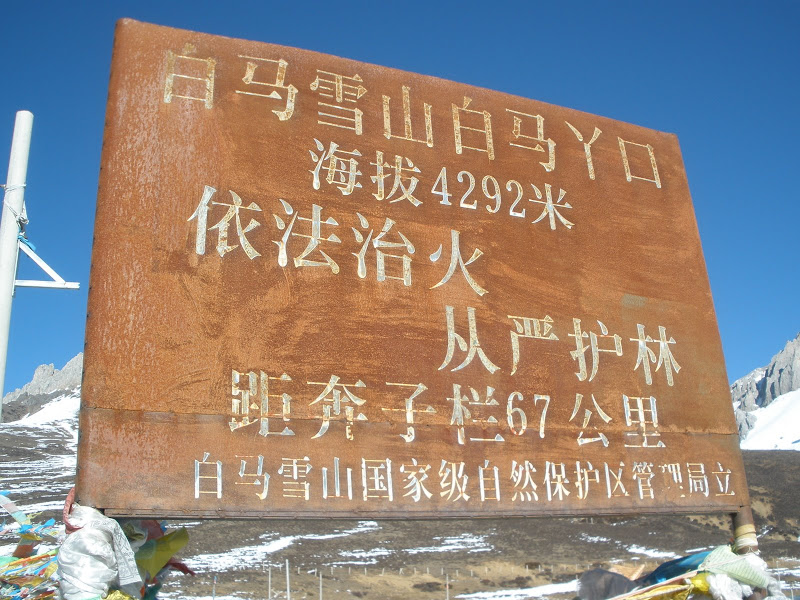 白马雪山白马丫口
海拔4292米
依法治火
从严护林
距奔子栏67公里
白马雪山国家级自然保护区管理局立